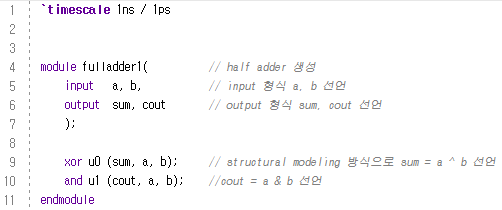 1 `timescale 1ns / 1ps
2
3
4 module fulladder1( // half adder 생성
5 input a, b, // input 형식 a, b 선언
6 output sum, cout // output 형식 sum, cout 선언
7 );
8
9 xor u0 (sum, a, b); // structural modeling 방식으로 sum = a ^ b 선언
10 and u1 (cout, a, b); //cout = a & b 선언
11 endmodule